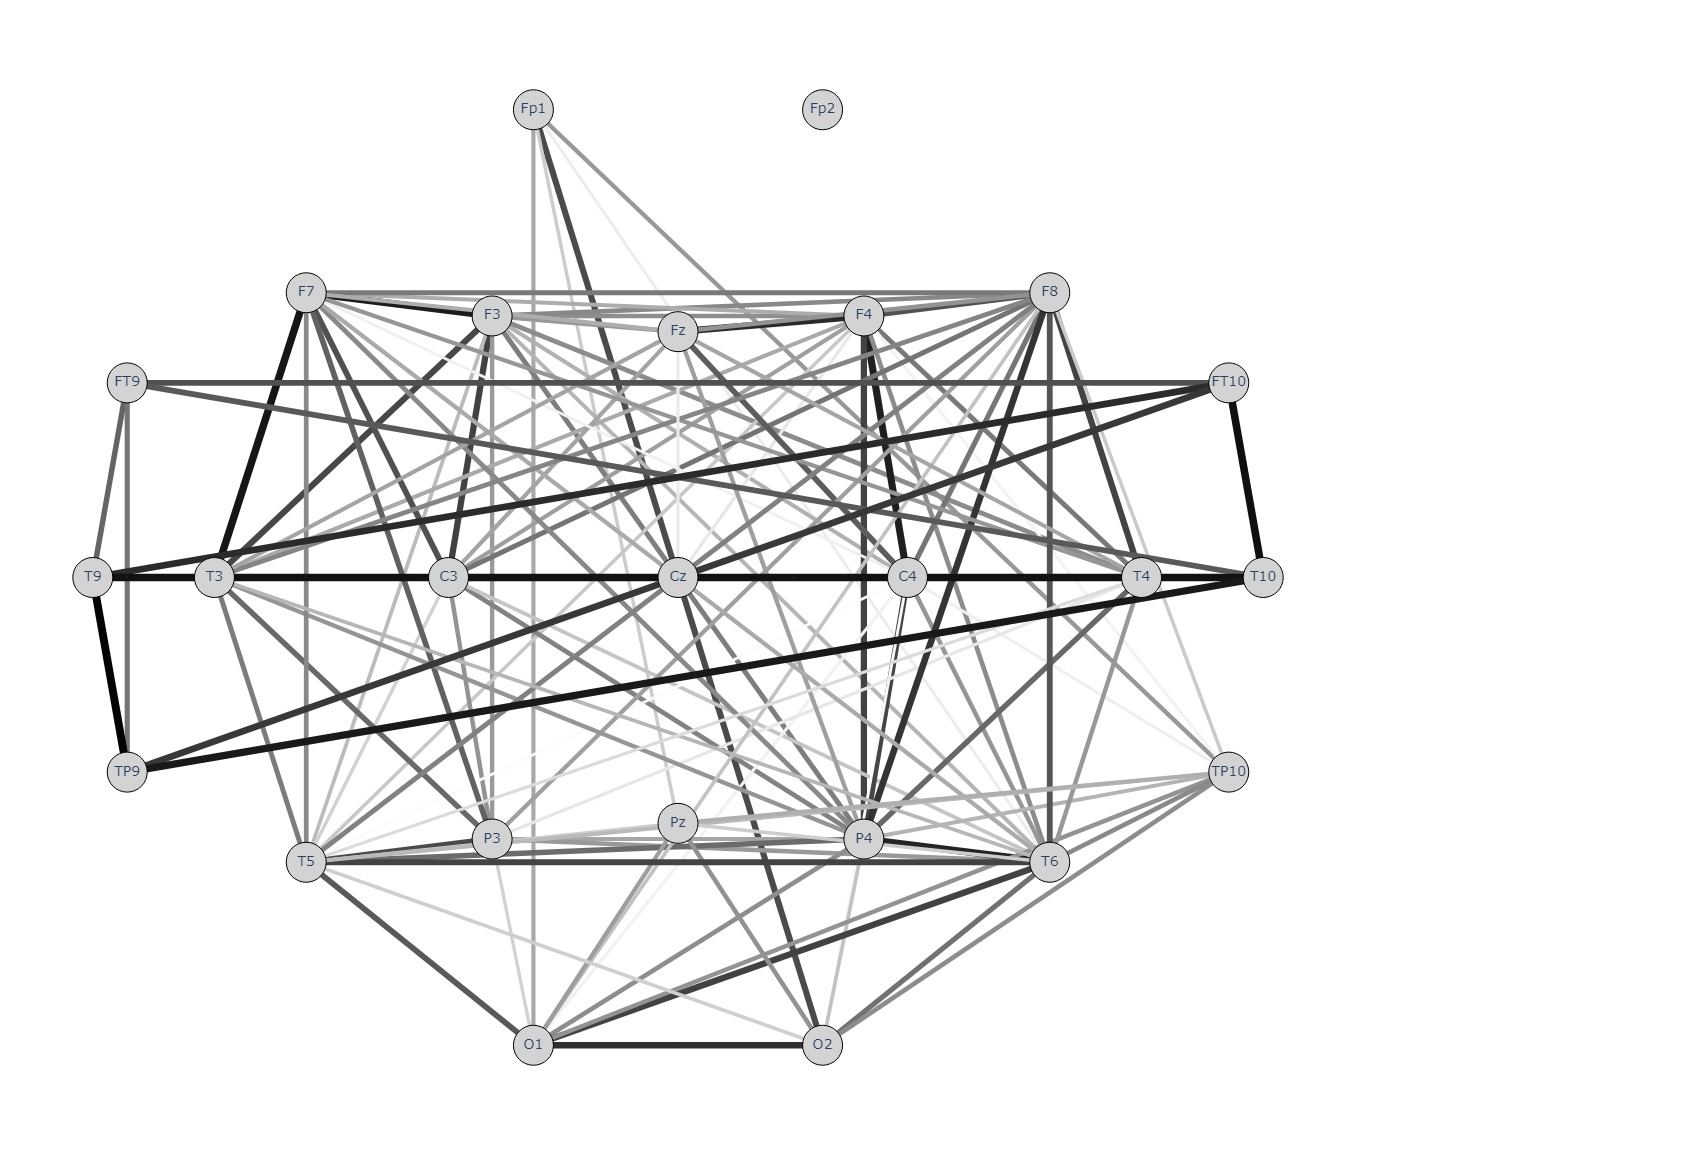 Fp1 Fp2
F7 F3 Fz F4 F8
FT9 FT10
T9 T3 C3 Cz C4 T4 T10
TP9 TP10
T5 P3 Pz P4 T6
O1 O2